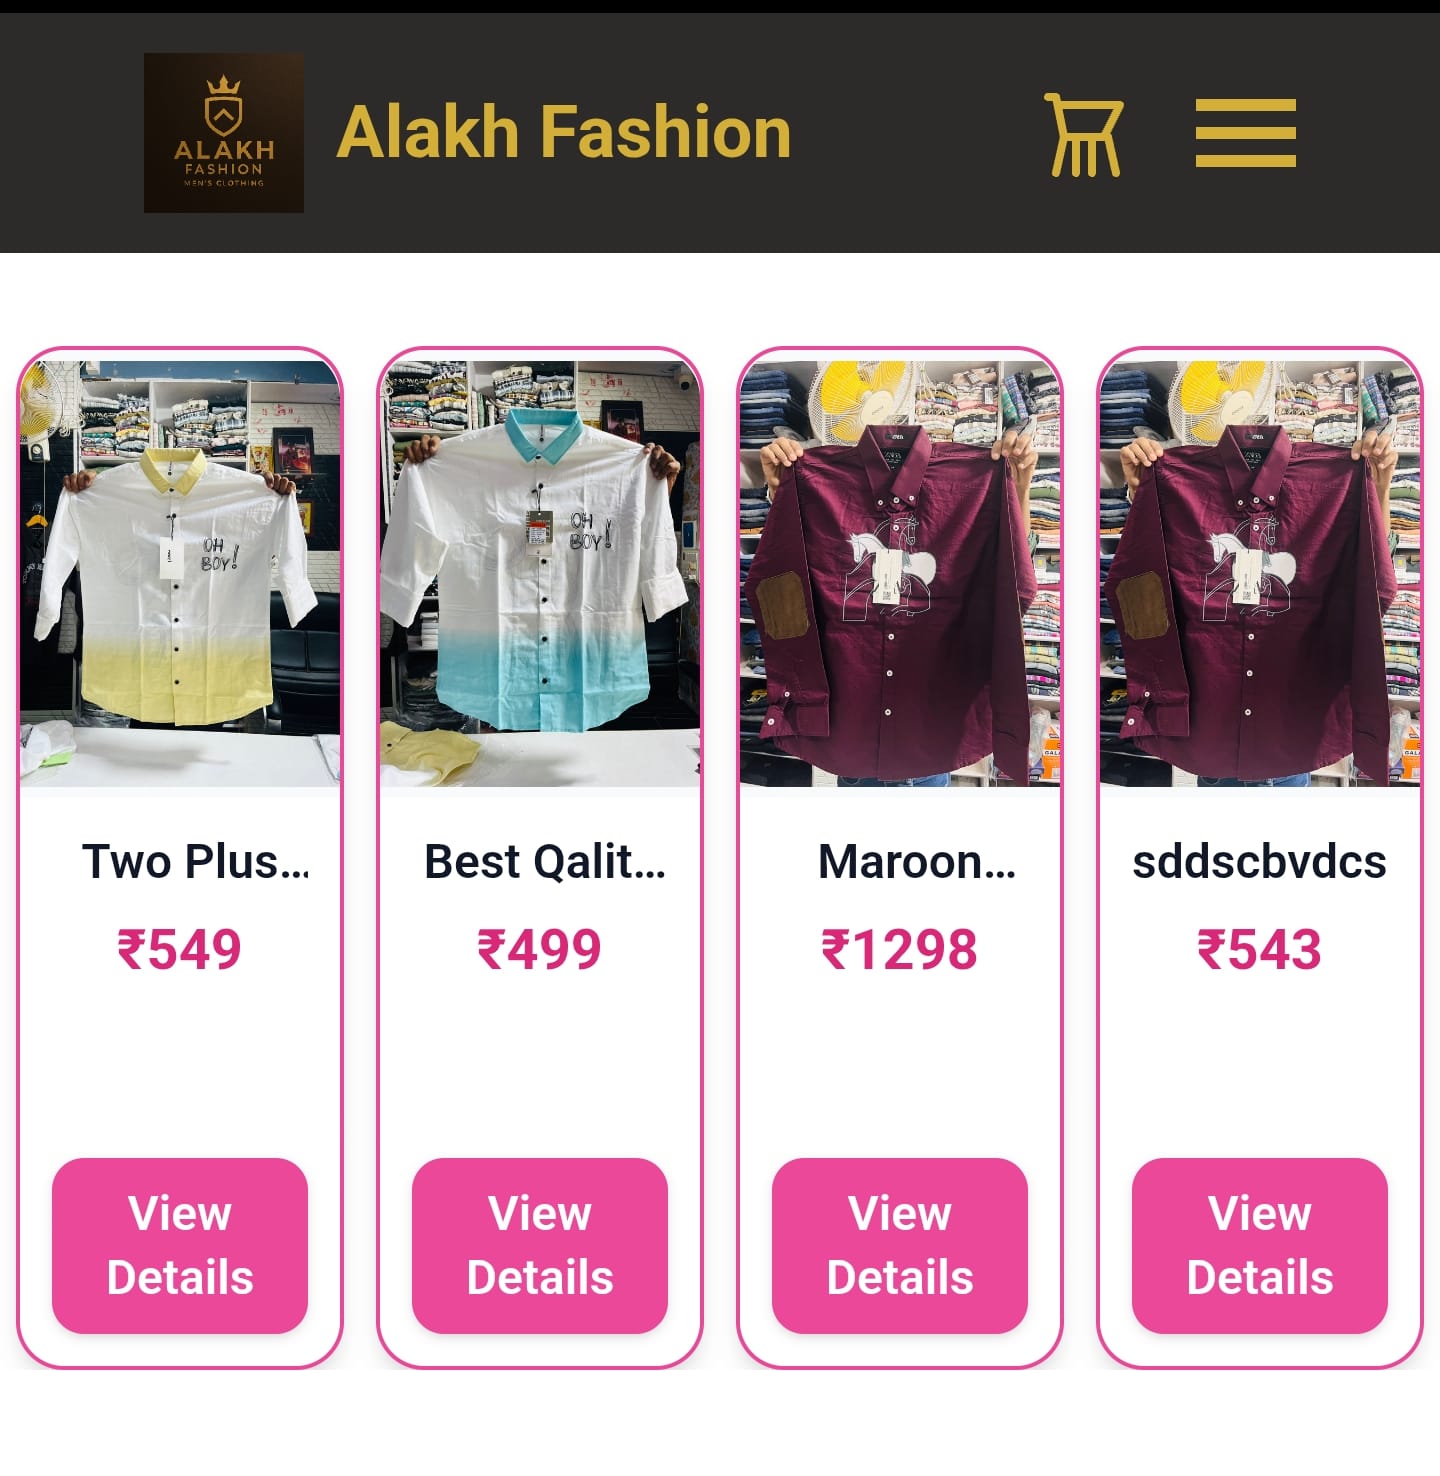 ALAKH
FASHION
MEN'S CLOTHING
Alakh Fashion
OH
BOY!
OH
BOY!
Two Plus...
Best Qalit...
Maroon...
sddscbvdcs
₹549
₹499
₹1298
₹543
View
Details
View
Details
View
Details
View
Details